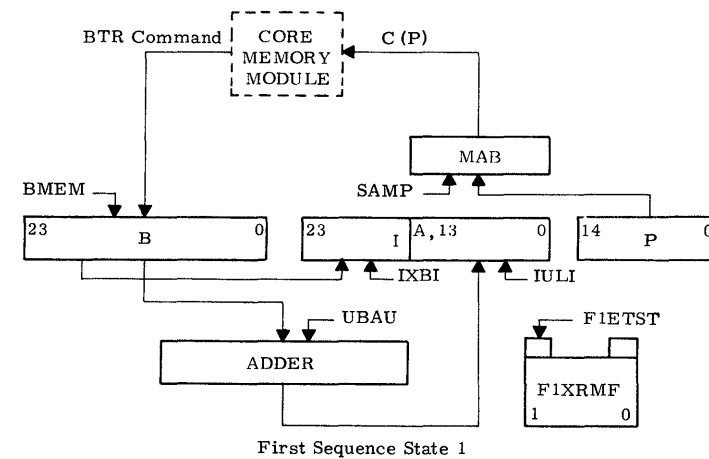 BTR Command
CORE
MEMORY
MODULE
C (P)
MAB
BMEM
SAMP
23 B 0
23 I A, 13 0
14 P 0
IXBI
IULI
UBAU
F1ETST
ADDER
F1XRMF
1 0
First Sequence State 1